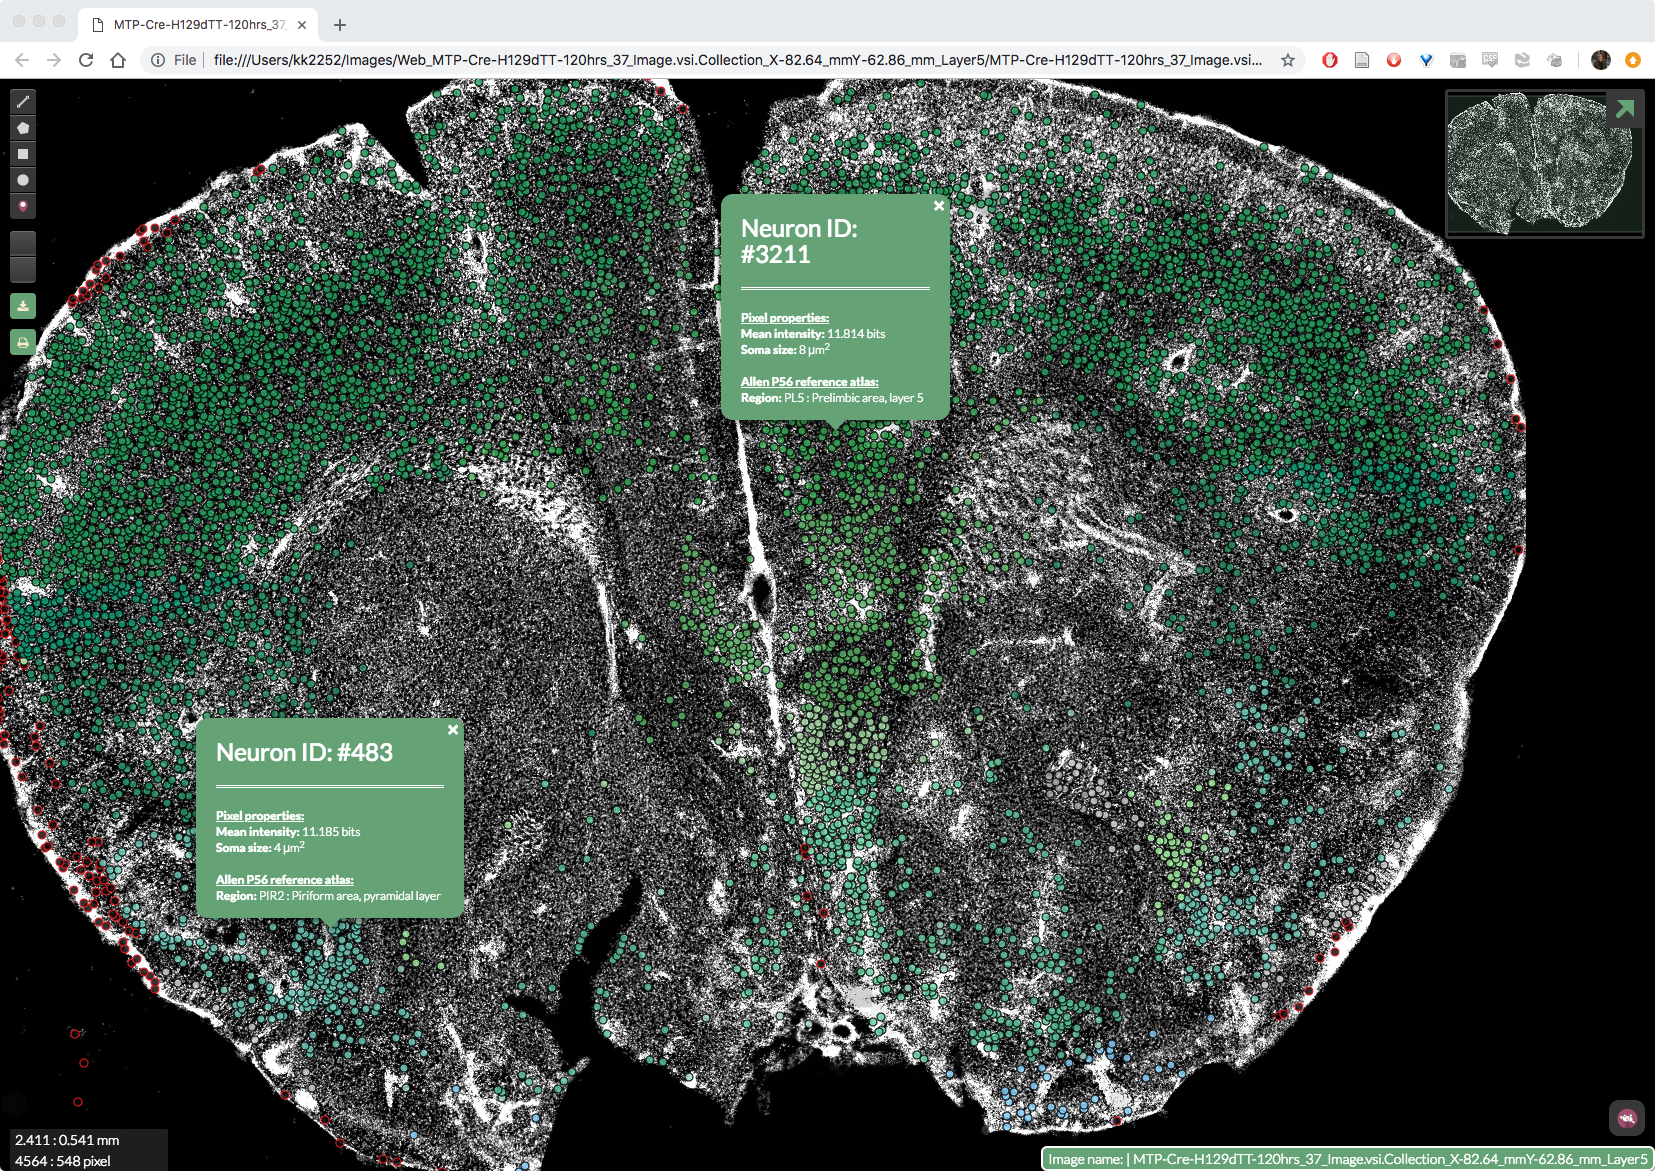 MTP-Cre-H129dTT-120hrs_37_
File
file:///Users/kk2252/Images/Web_MTP-Cre-H129dTT-120hrs_37_Image.vsi.Collection_X-82.64_mmY-62.86_mm_Layer5/MTP-Cre-H129dTT-120hrs_37_Image.vsi...
Neuron ID:
#3211
Pixel properties:
Mean intensity: 11.814 bits
Soma size: 8 µm²
Allen P56 reference atlas:
Region: PL5 : Prelimbic area, layer 5
Neuron ID: #483
Pixel properties:
Mean intensity: 11.185 bits
Soma size: 4 µm²
Allen P56 reference atlas:
Region: PIR2 : Piriform area, pyramidal layer
2.411 : 0.541 mm
4564 : 548 pixel
Image name: | MTP-Cre-H129dTT-120hrs_37_Image.vsi.Collection_X-82.64_mmY-62.86_mm_Layer5